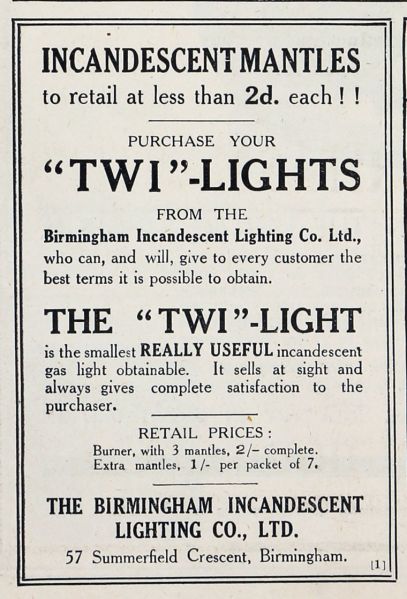 INCANDESCENT MANTLES
to retail at less than 2d. each ! !
PURCHASE YOUR
“TWI”-LIGHTS
FROM THE
Birmingham Incandescent Lighting Co. Ltd.,
who can, and will, give to every customer the
best terms it is possible to obtain.
THE “TWI”-LIGHT
is the smallest REALLY USEFUL incandescent
gas light obtainable. It sells at sight and
always gives complete satisfaction to the
purchaser.
RETAIL PRICES :
Burner, with 3 mantles, 2/– complete.
Extra mantles, 1/- per packet of 7.
THE BIRMINGHAM INCANDESCENT
LIGHTING CO., LTD.
57 Summerfield Crescent, Birmingham.
[1]